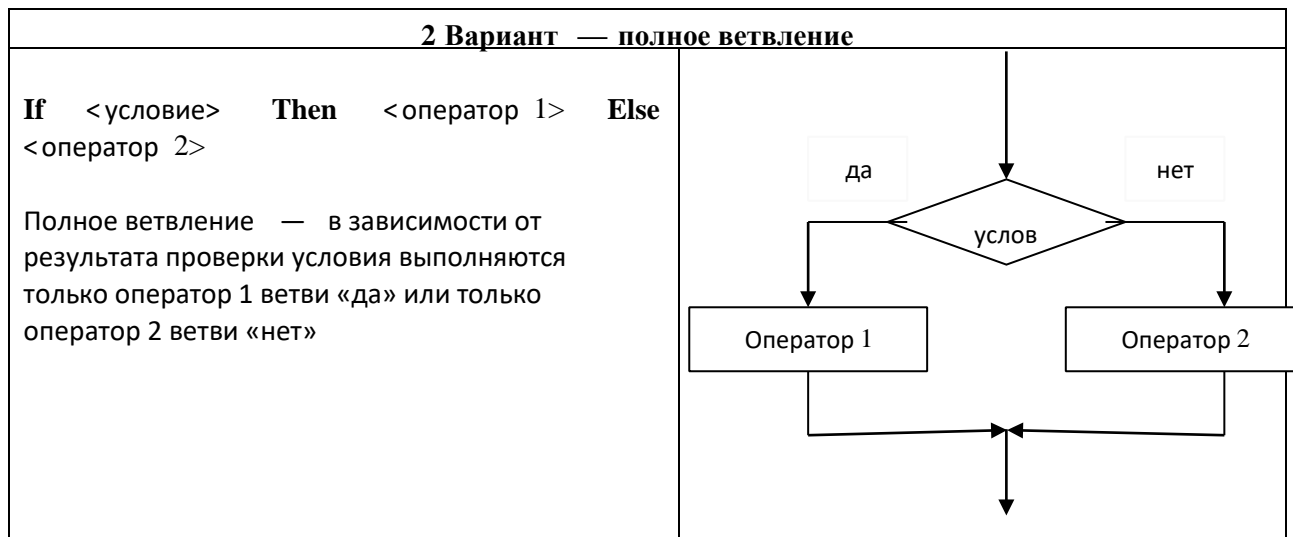 2 Вариант — полное ветвление
If <условие> Then <оператор 1> Else
<оператор 2>
Полное ветвление — в зависимости от
результата проверки условия выполняются
только оператор 1 ветви «да» или только
оператор 2 ветви «нет»
да
нет
услов
Оператор 1
Оператор 2